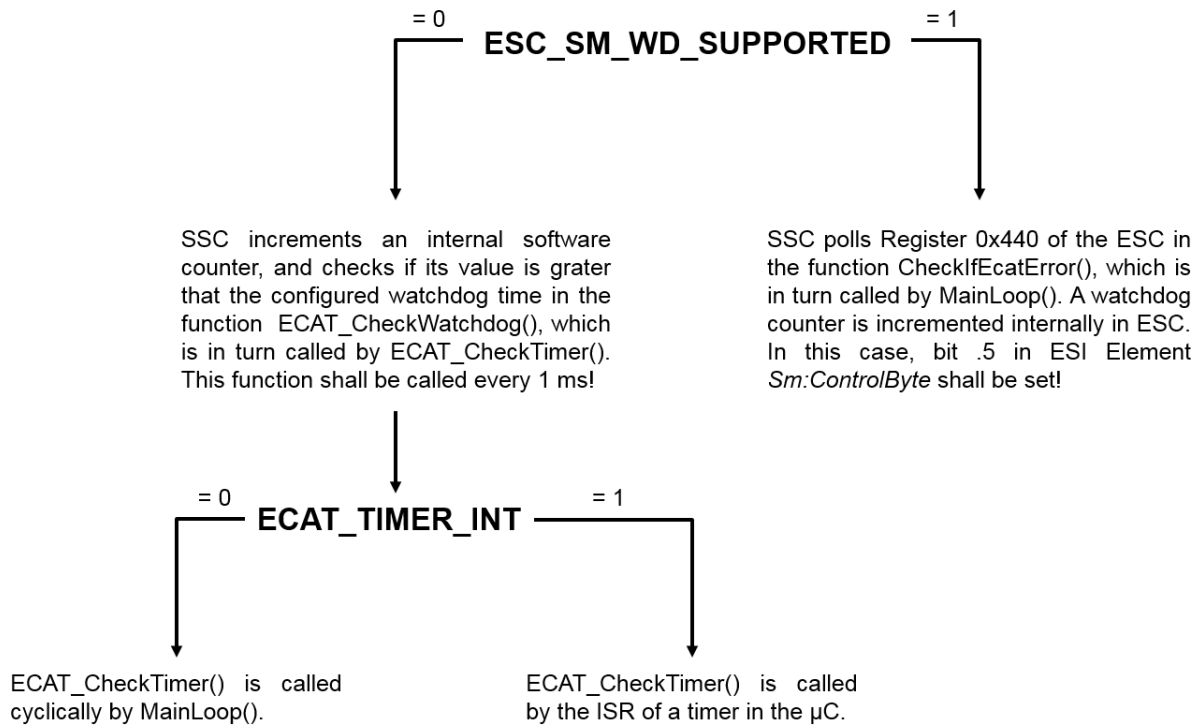 = 0
= 1
ESC_SM_WD_SUPPORTED
SSC increments an internal software
counter, and checks if its value is grater
that the configured watchdog time in the
function ECAT_CheckWatchdog(), which
is in turn called by ECAT_CheckTimer().
This function shall be called every 1 ms!
SSC polls Register 0x440 of the ESC in
the function CheckIfEcatError(), which is
in turn called by MainLoop(). A watchdog
counter is incremented internally in ESC.
In this case, bit .5 in ESI Element
Sm:ControlByte shall be set!
= 0
= 1
ECAT_TIMER_INT
ECAT_CheckTimer() is called
cyclically by MainLoop().
ECAT_CheckTimer() is called
by the ISR of a timer in the µC.